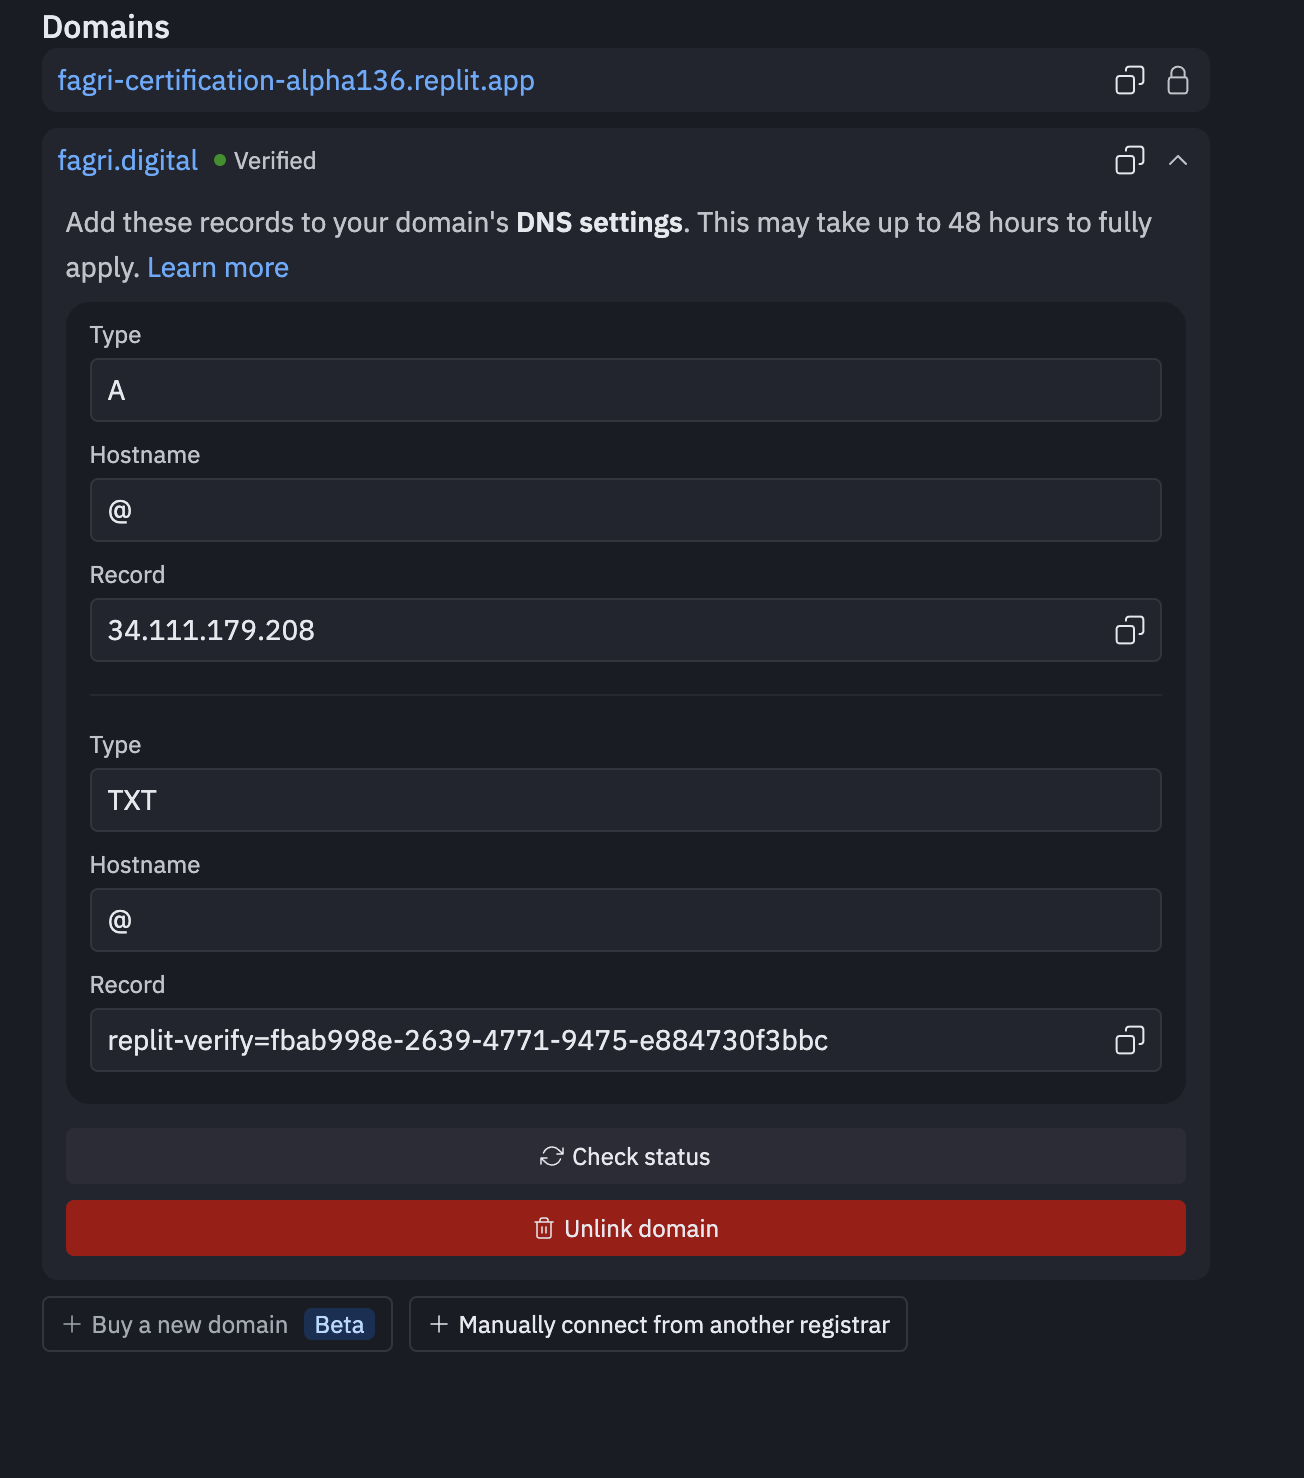 Domains
fagri-certification-alpha136.replit.app
fagri.digital Verified
Add these records to your domain's DNS settings. This may take up to 48 hours to fully
apply. Learn more
Type
A
Hostname
@
Record
34.111.179.208
Type
TXT
Hostname
@
Record
replit-verify=fbab998e-2639-4771-9475-e884730f3bbc
Check status
Unlink domain
Buy a new domain Beta
Manually connect from another registrar